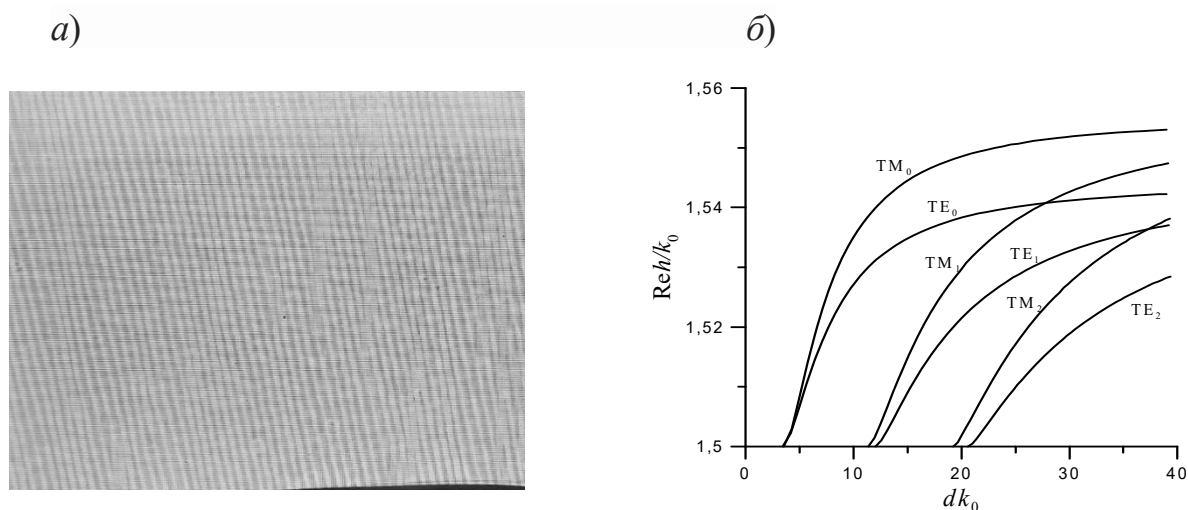 а)
б)
1,56
1,54
1,52
1,5
Reh/k₀
TM₀
TE₀
TM₁
TE₁
TM₂
TE₂
0
10
20
30
40
dk₀